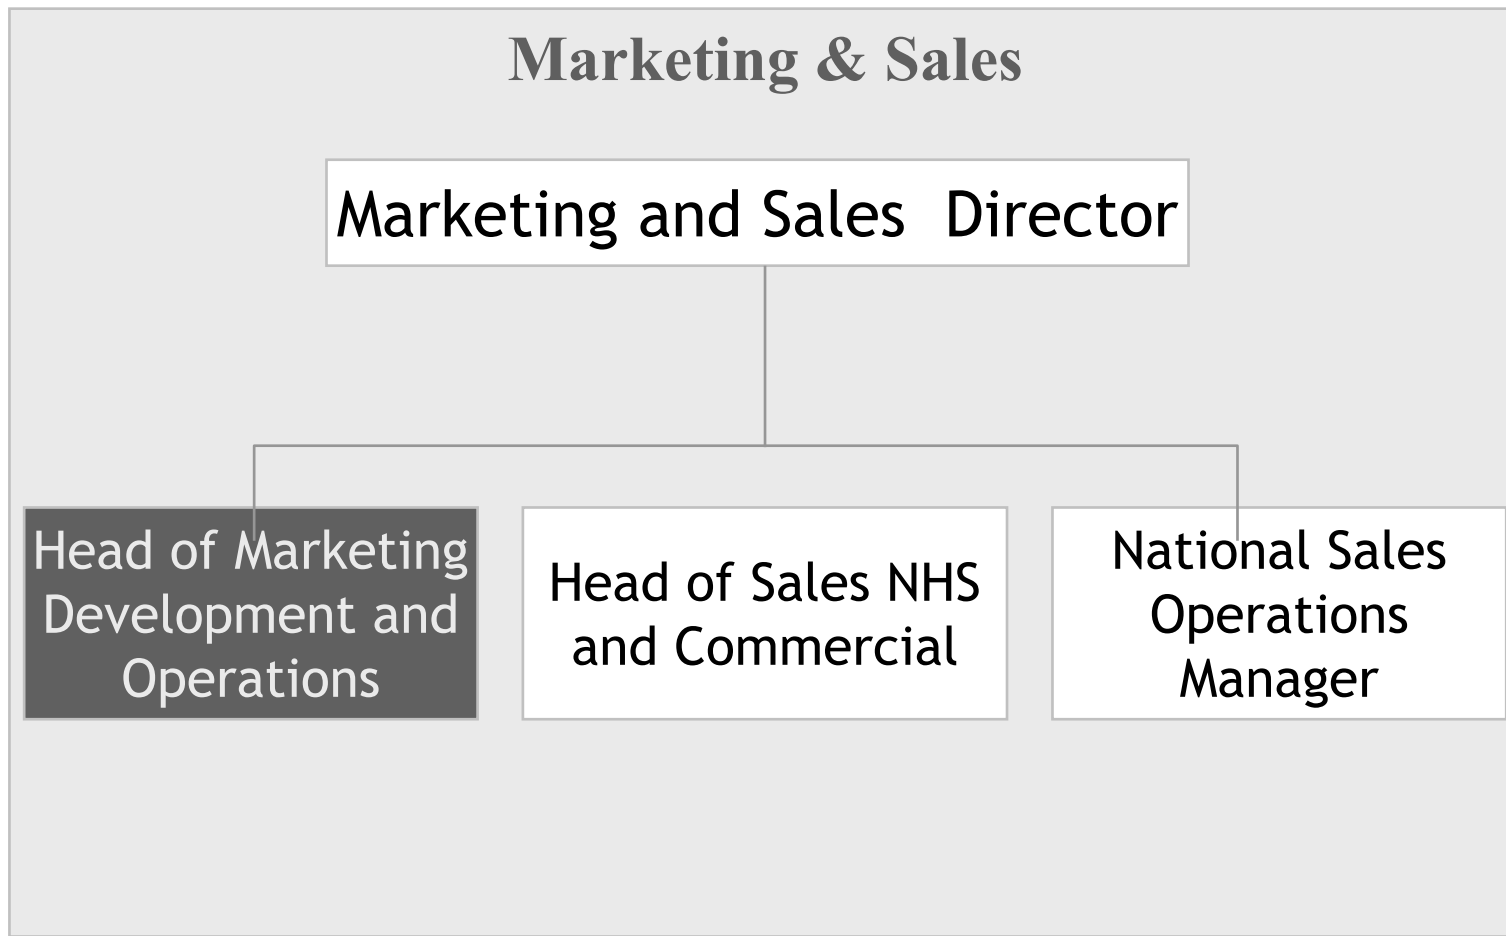 Marketing & Sales
Marketing and Sales  Director
Head of Marketing
Development and
Operations
Head of Sales NHS
and Commercial
National Sales
Operations
Manager